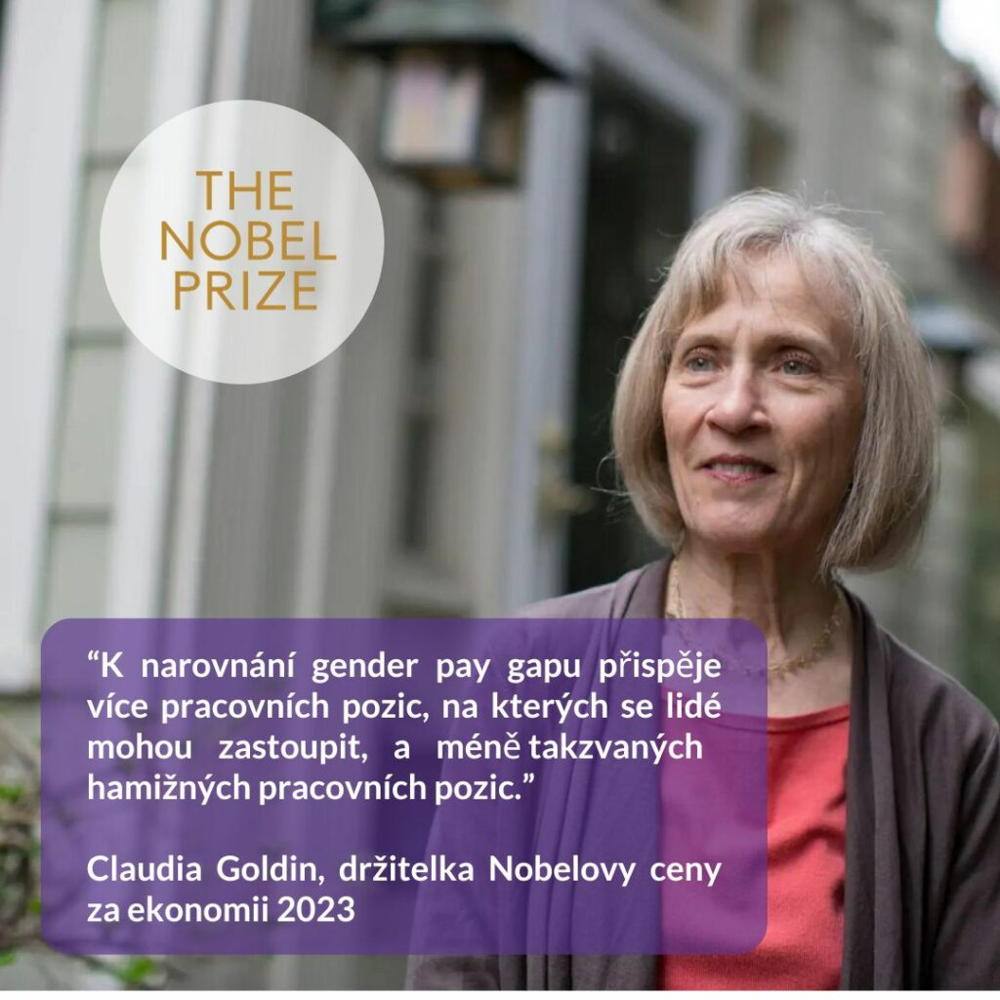 THE
NOBEL
PRIZE
“K narovnání gender pay gapu přispěje
více pracovních pozic, na kterých se lidé
mohou zastoupit, a méně takzvaných
hamižných pracovních pozic.”
Claudia Goldin, držitelka Nobelovy ceny
za ekonomii 2023